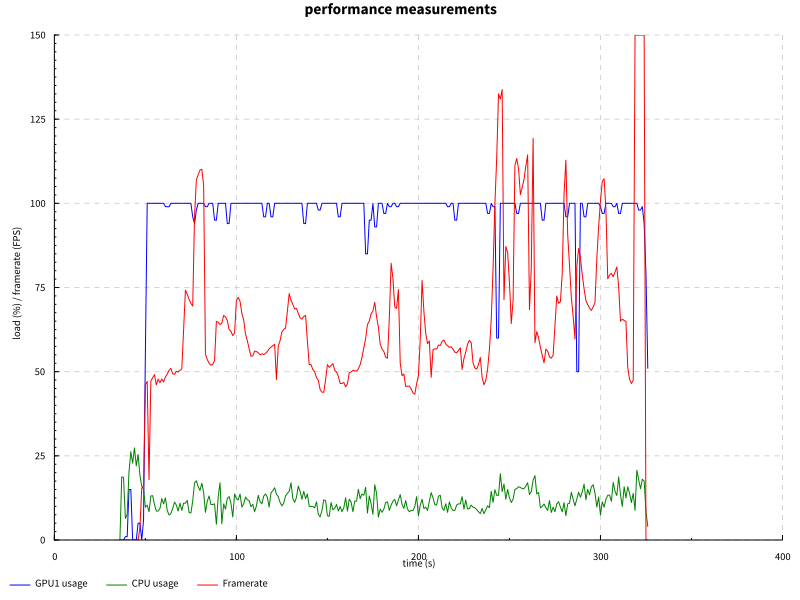 performance measurements
150
125
100
75
50
25
0
load (%) / framerate (FPS)
0 100 200 300 400
time (s)
GPU1 usage CPU usage Framerate